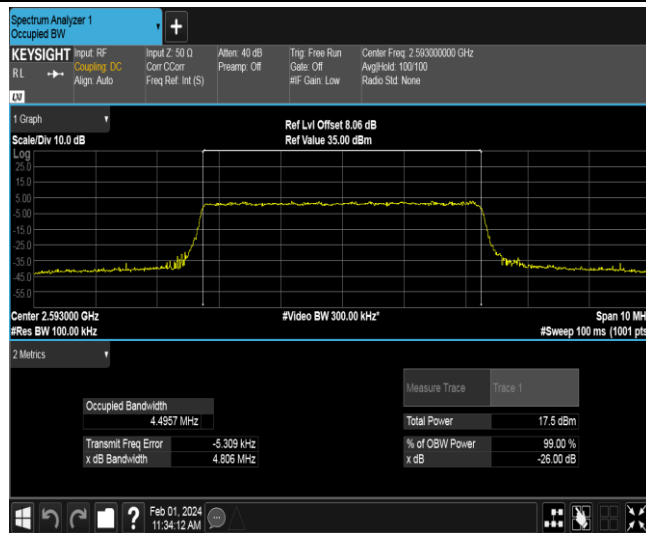 Spectrum Analyzer 1
Occupied BW
+
KEYSIGHT Input: RF Input Z: 50 Ω Atten: 40 dB Trig: Free Run Center Freq: 2.593000000 GHz
RL Coupling: DC Corr CCorr Preamp: Off Gate: Off Avg|Hold: 100/100
Align: Auto Freq Ref: Int (S) #IF Gain: Low Radio Std: None
1 Graph
Ref Lvl Offset 8.06 dB
Scale/Div 10.0 dB Ref Value 35.00 dBm
Log
25.0
15.0
5.00
-5.00
-15.0
-25.0
-35.0
-45.0
-55.0
Center 2.593000 GHz #Video BW 300.00 kHz* Span 10 MH
#Res BW 100.00 kHz #Sweep 100 ms (1001 pts
2 Metrics
Measure Trace Trace 1
Occupied Bandwidth
4.4957 MHz Total Power 17.5 dBm
Transmit Freq Error -5.309 kHz % of OBW Power 99.00 %
x dB Bandwidth 4.806 MHz x dB -26.00 dB
? Feb 01, 2024
11:34:12 AM